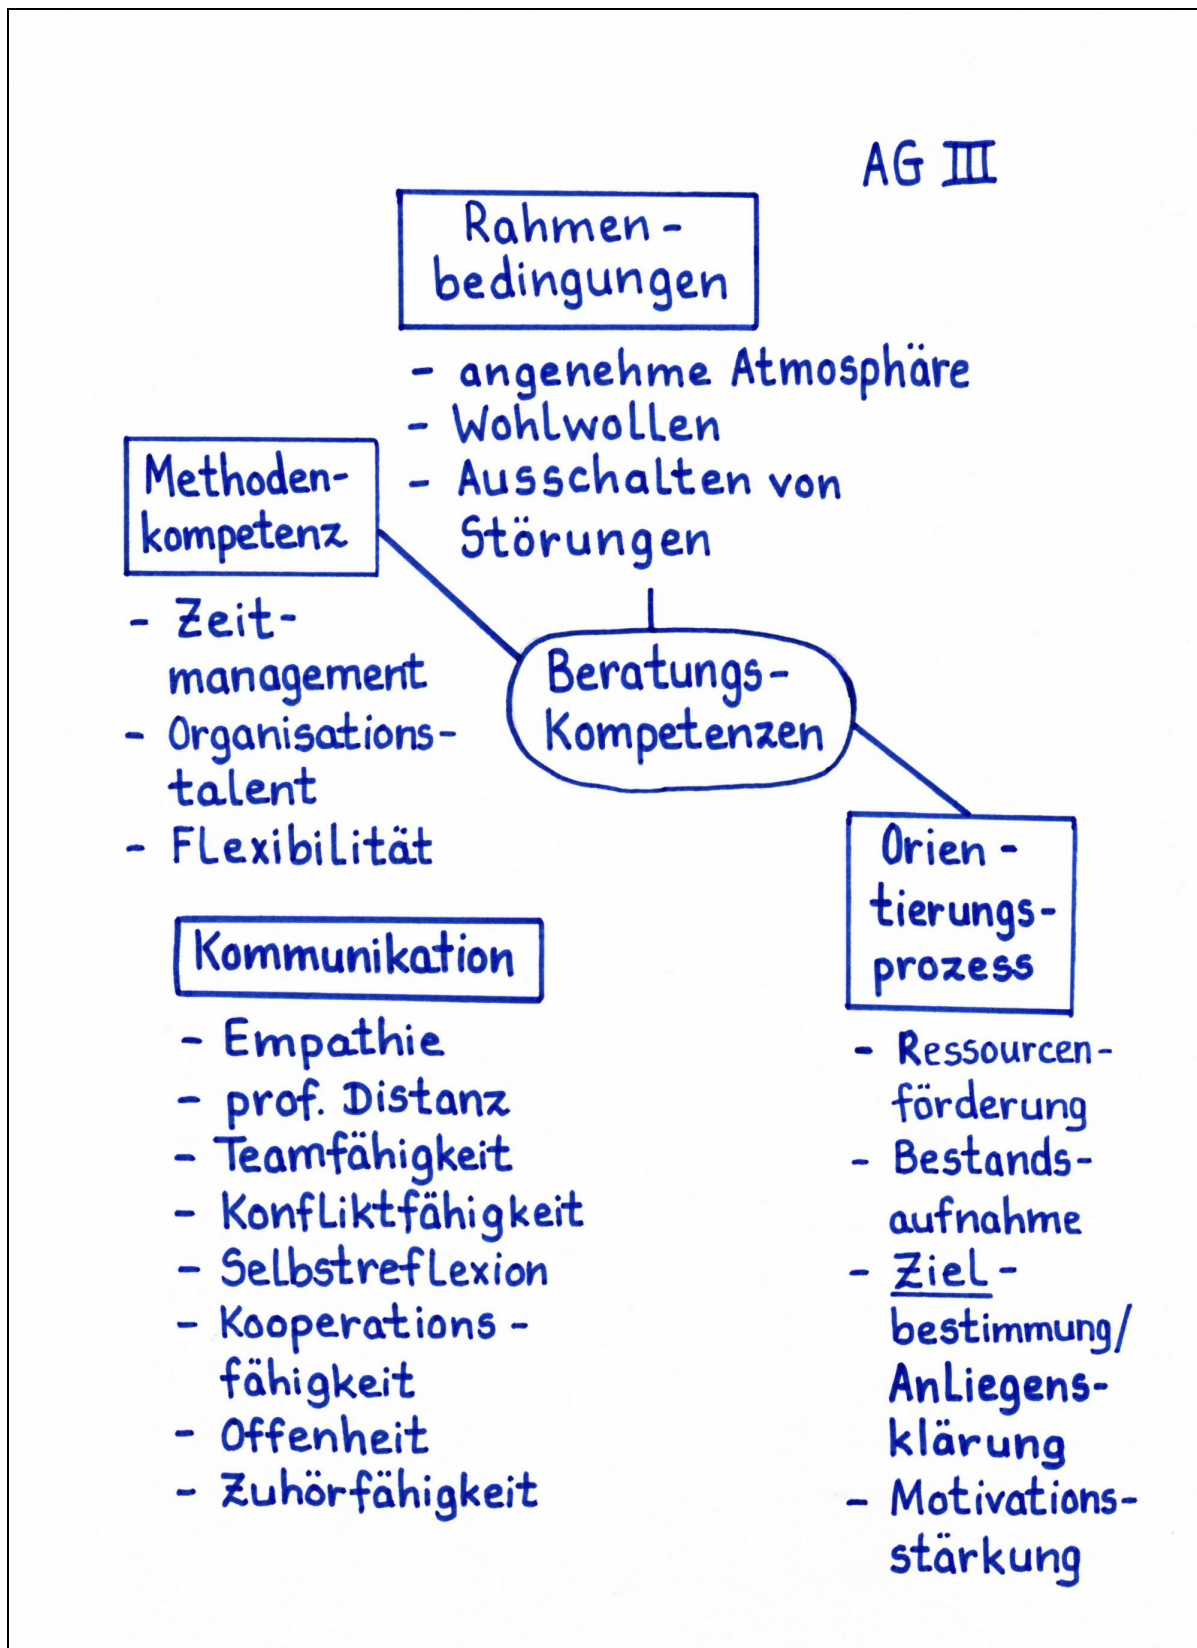 AG III
Rahmen-
bedingungen
- angenehme Atmosphäre
- Wohlwollen
- Ausschalten von
Störungen
Methoden-
kompetenz
- Zeit-
management
- Organisations-
talent
- Flexibilität
Beratungs-
Kompetenzen
Kommunikation
- Empathie
- prof. Distanz
- Teamfähigkeit
- Konfliktfähigkeit
- Selbstreflexion
- Kooperations-
fähigkeit
- Offenheit
- Zuhörfähigkeit
Orien-
tierungs-
prozess
- Ressourcen-
förderung
- Bestands-
aufnahme
- Ziel-
bestimmung/
Anliegens-
klärung
- Motivations-
stärkung